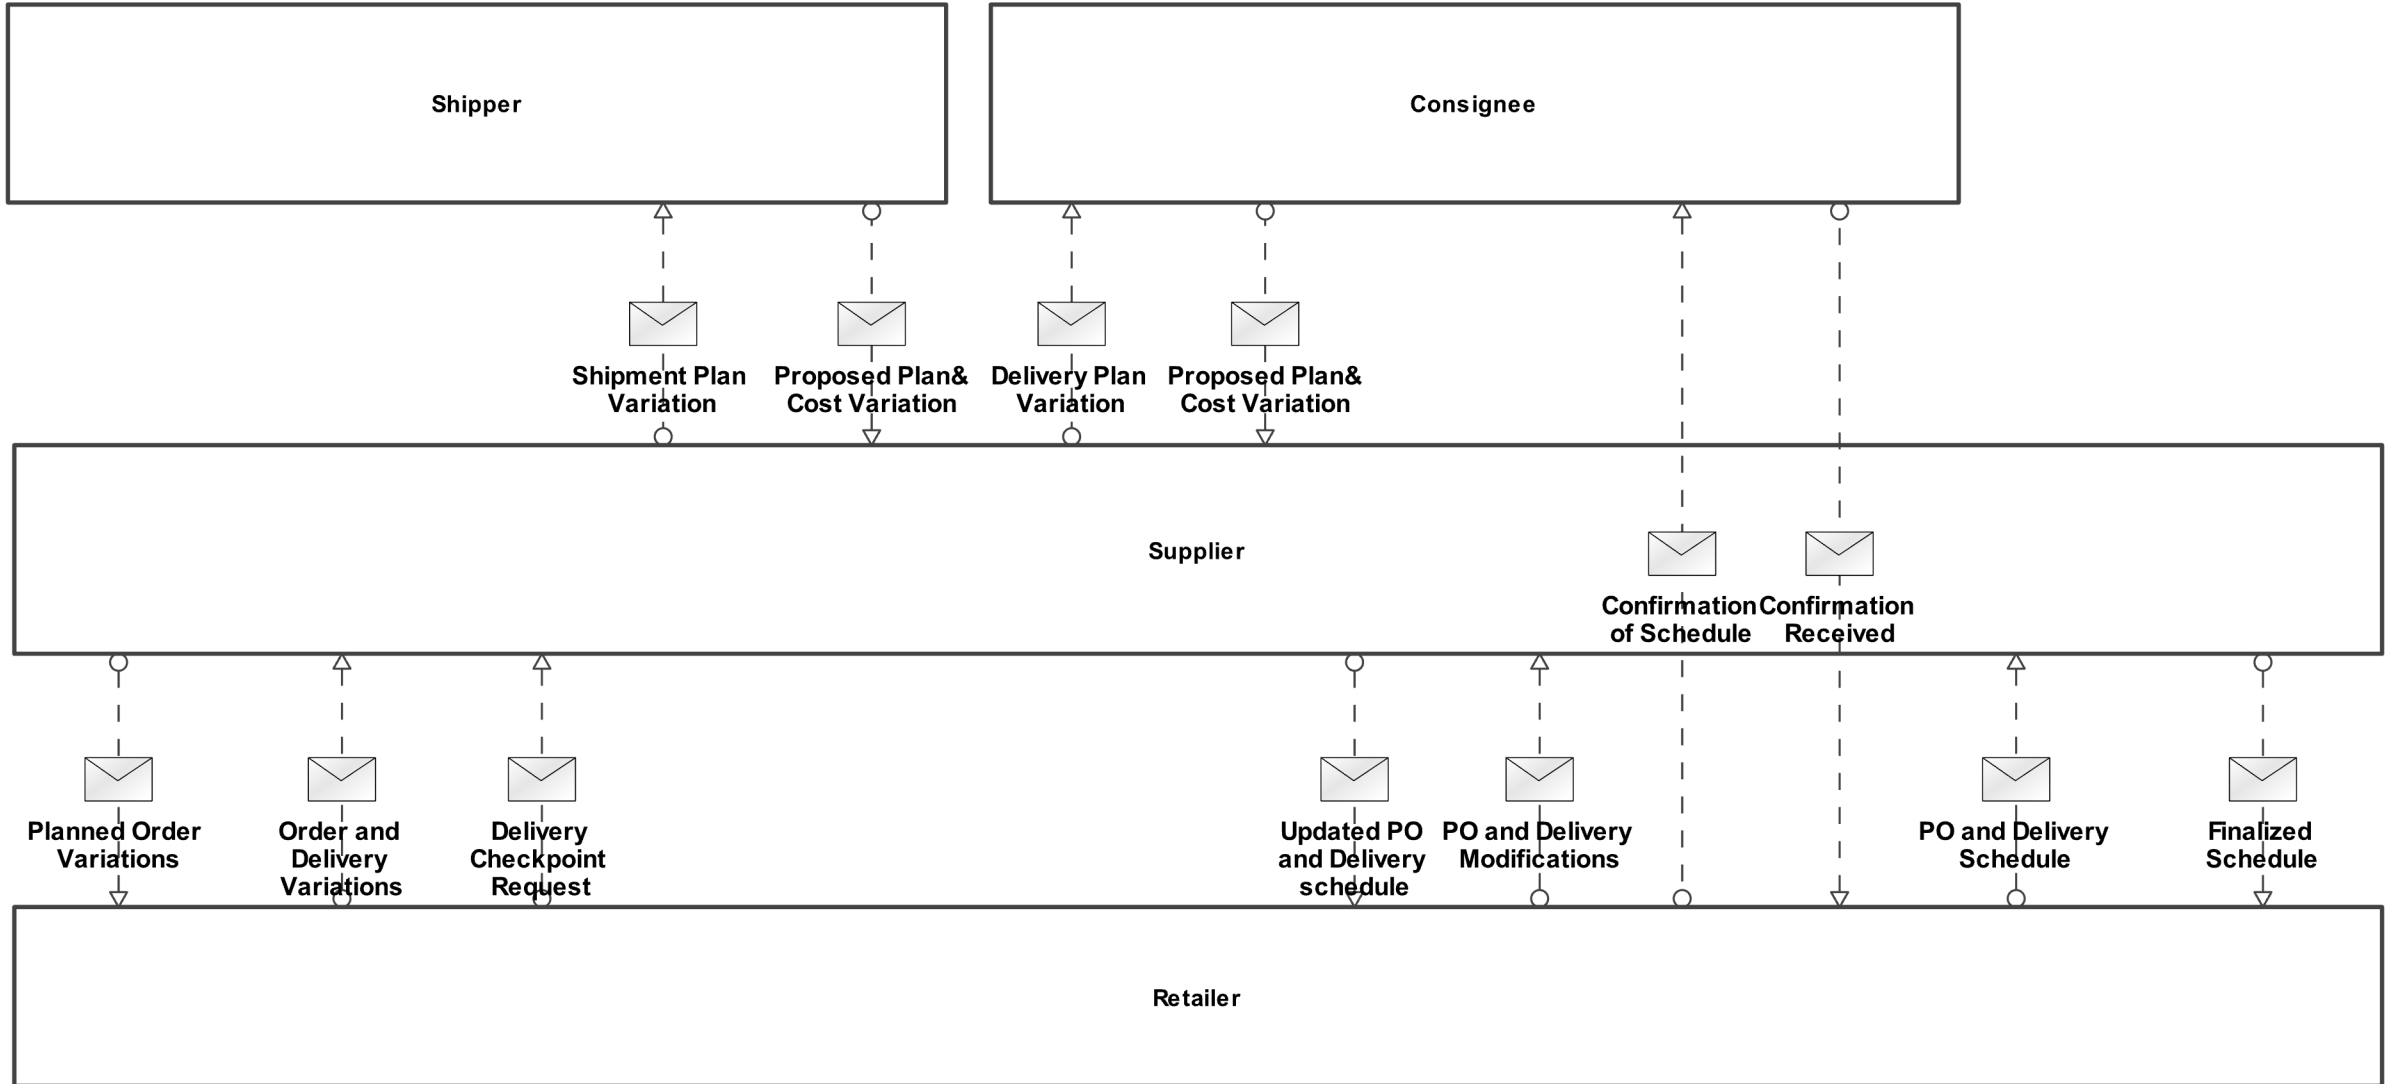 Shipper
Consignee
Shipment Plan
Variation
Proposed Plan&
Cost Variation
Delivery Plan
Variation
Proposed Plan&
Cost Variation
Supplier
Confirmation
of Schedule
Confirmation
Received
Planned Order
Variations
Order and
Delivery
Variations
Delivery
Checkpoint
Request
Updated PO
and Delivery
schedule
PO and Delivery
Modifications
PO and Delivery
Schedule
Finalized
Schedule
Retailer